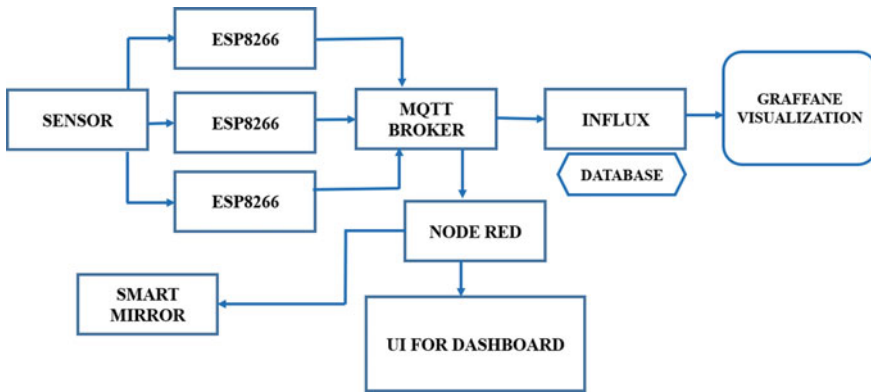 ESP8266
SENSOR
ESP8266
ESP8266
MQTT
BROKER
INFLUX
DATABASE
GRAFFANE
VISUALIZATION
NODE RED
SMART
MIRROR
UI FOR DASHBOARD